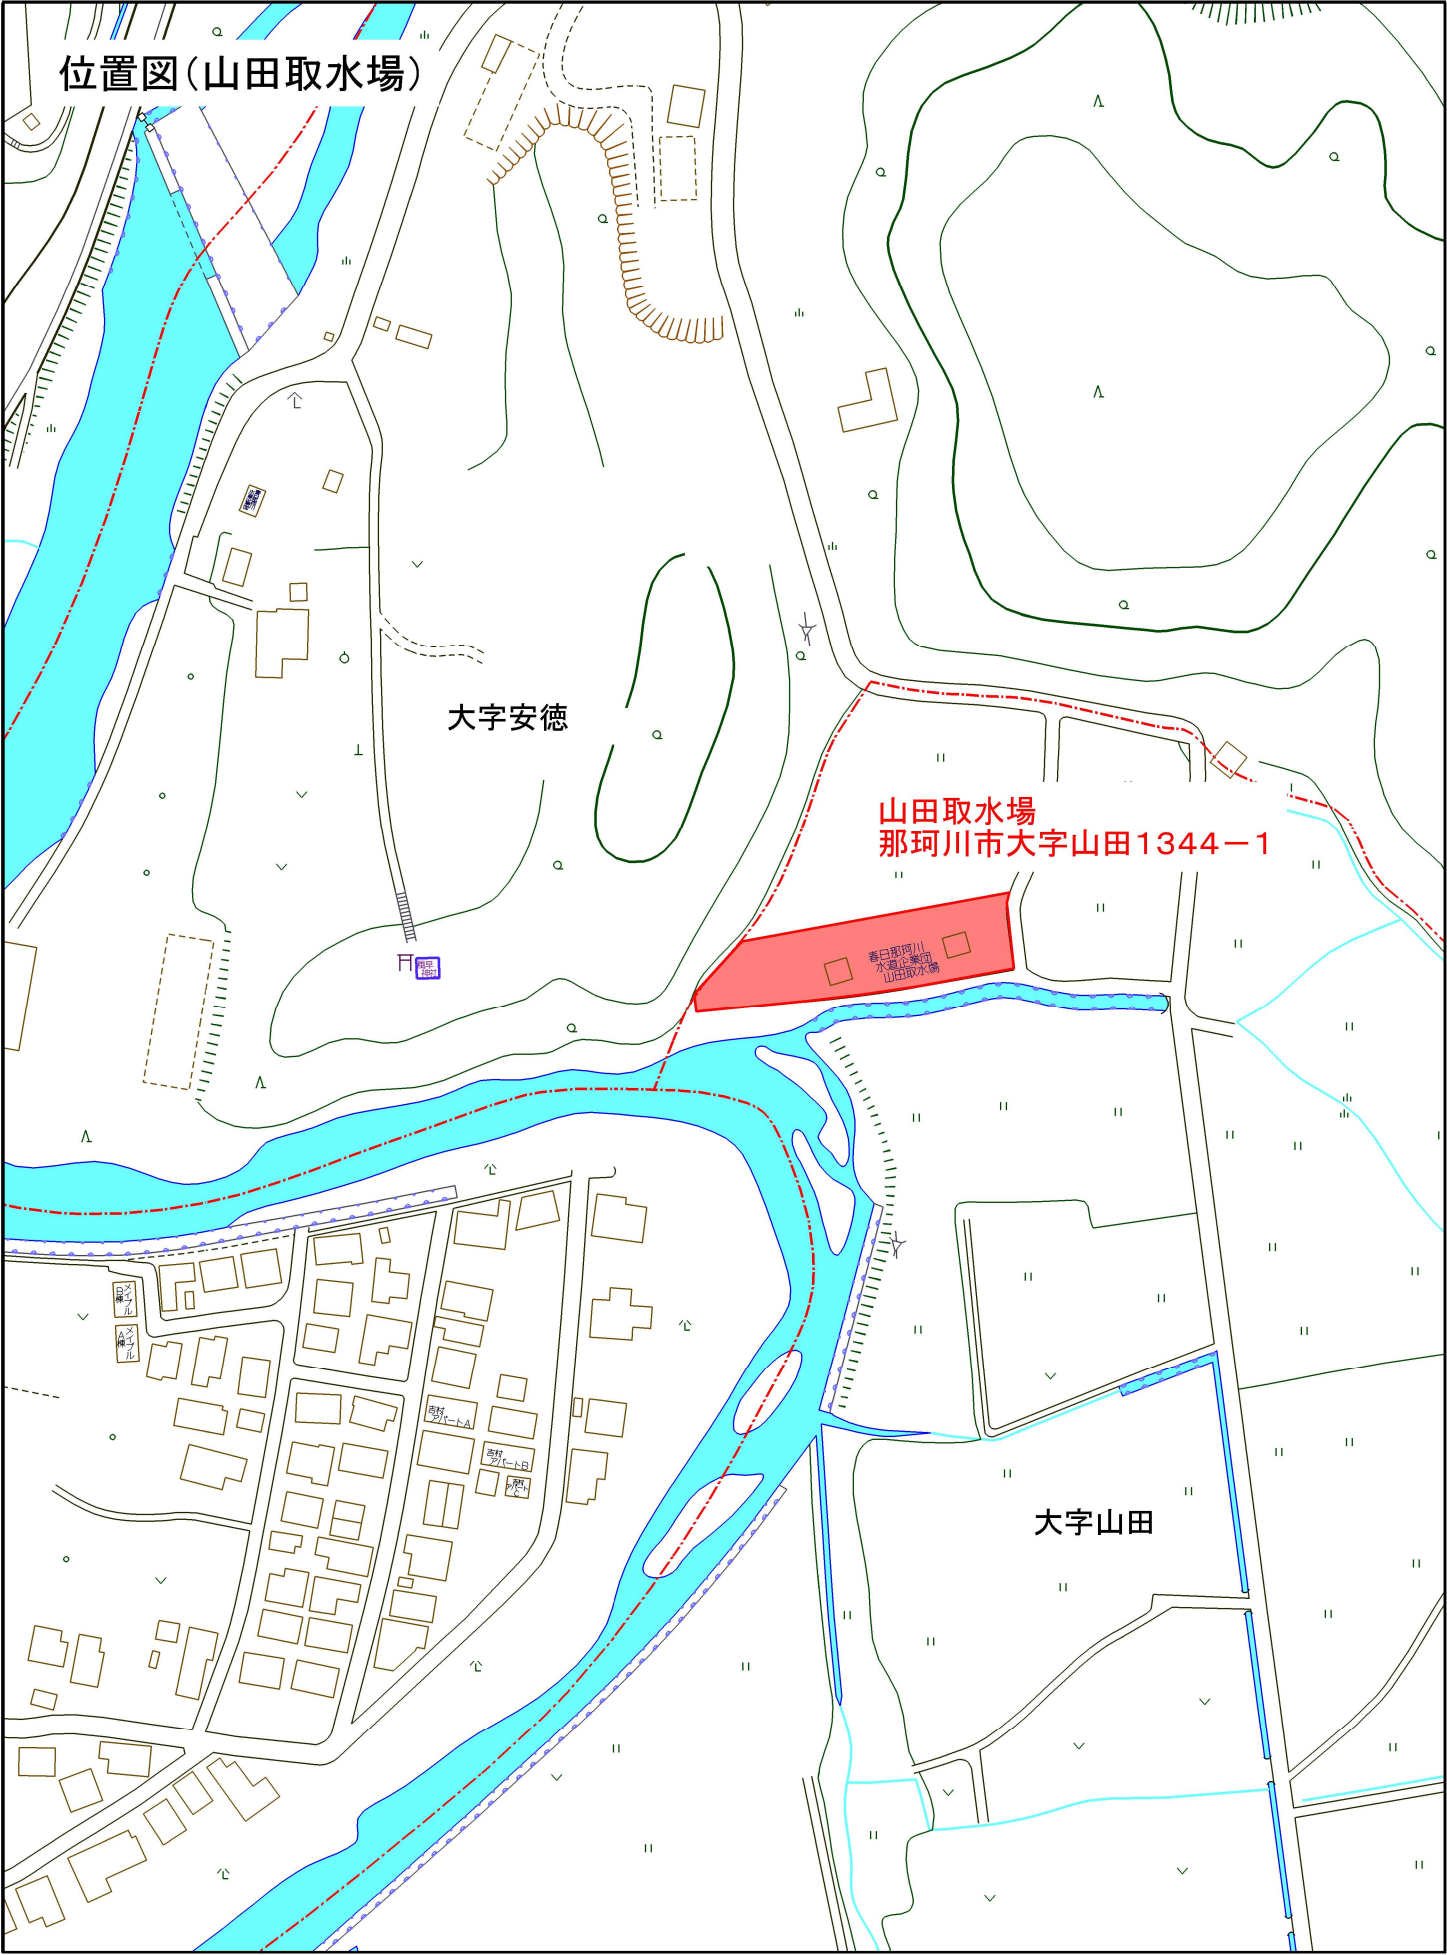 位置図(山田取水場)
大字安徳
山田取水場
那珂川市大字山田1344-1
春日那珂川
水道企業団
山田取水場
神社
メイプル
B棟
メイプル
A棟
吉村
アパートA
吉村
アパートB
大字山田